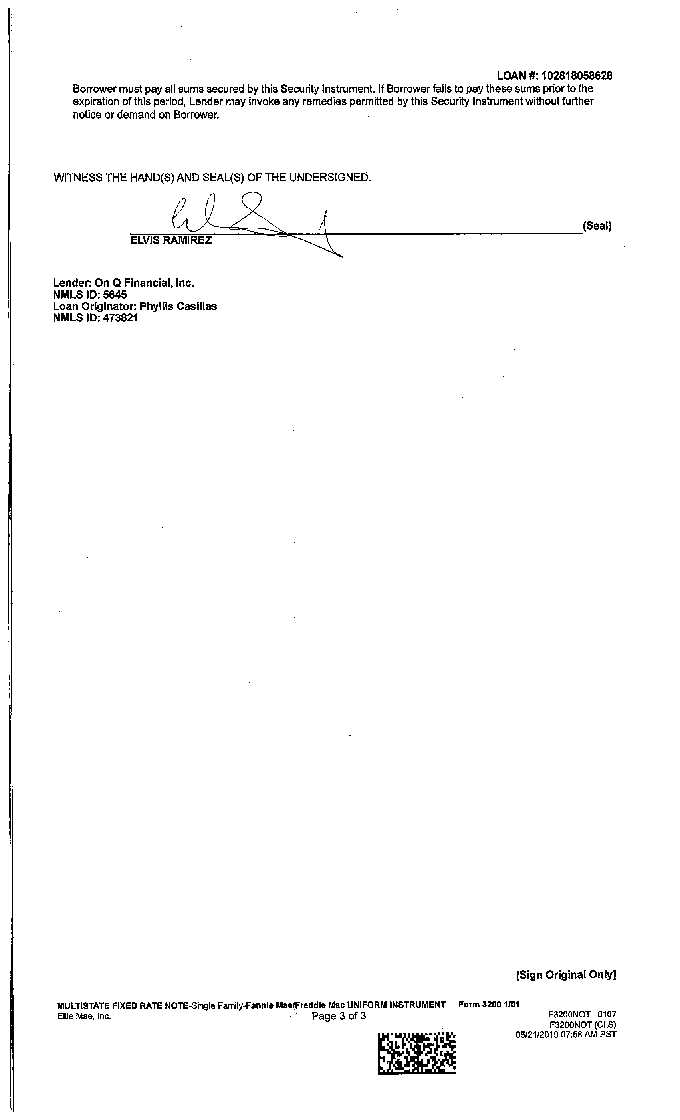 LOAN #: 102818058628
Borrower must pay all sums secured by this Security Instrument. If Borrower fails to pay these sums prior to the
expiration of this period, Lender may invoke any remedies permitted by this Security Instrument without further
notice or demand on Borrower.
WITNESS THE HAND(S) AND SEAL(S) OF THE UNDERSIGNED.
(Seal)
ELVIS RAMIREZ
Lender: On Q Financial, Inc.
NMLS ID: 5645
Loan Originator: Phyllis Casillas
NMLS ID: 473821
[Sign Original Only]
MULTISTATE FIXED RATE NOTE-Single Family-Fannie Mae/Freddie Mac UNIFORM INSTRUMENT Form 3200 1/01
Ellie Mae, Inc. Page 3 of 3 F3200NOT 0107
F3200NOT (CLS)
07:56 AM PST